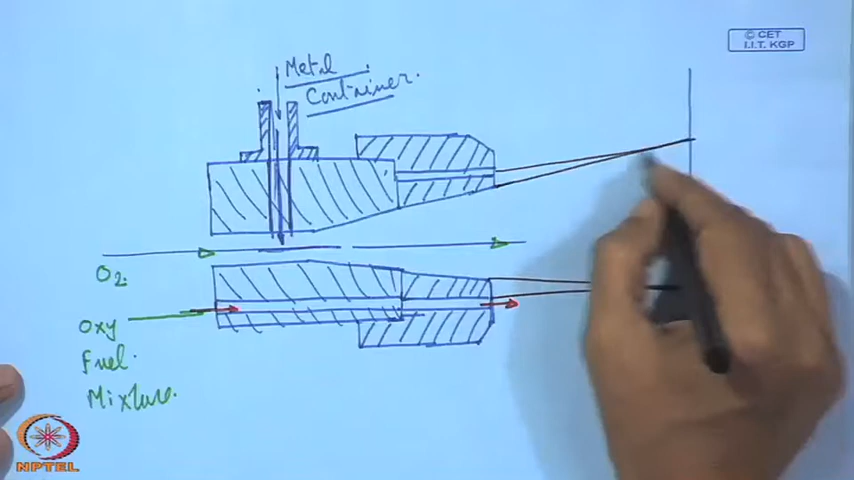 © CET
I.I.T. KGP
Metal
Container.
O2.
Oxy
Fuel.
Mixture.
NPTEL